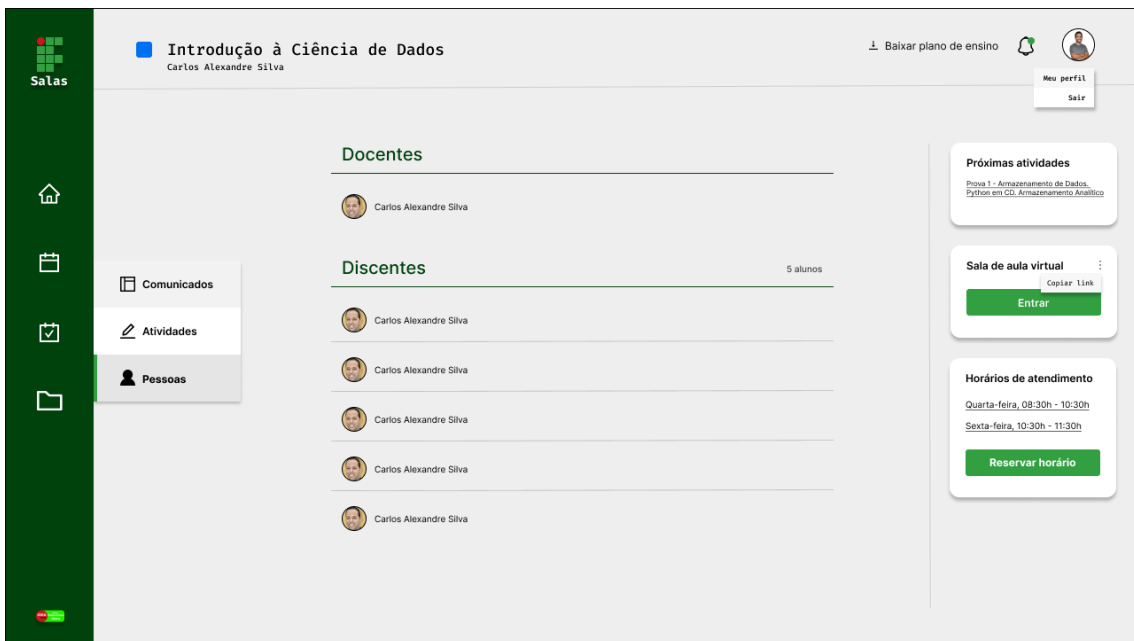 Salas
Introdução à Ciência de Dados
Carlos Alexandre Silva
Baixar plano de ensino
Meu perfil
Sair
Comunicados
Atividades
Pessoas
Docentes
Carlos Alexandre Silva
Discentes
5 alunos
Carlos Alexandre Silva
Carlos Alexandre Silva
Carlos Alexandre Silva
Carlos Alexandre Silva
Carlos Alexandre Silva
Próximas atividades
Prova 1 - Armazenamento de Dados.
Python em CD. Armazenamento Analítico
Sala de aula virtual
Copiar link
Entrar
Horários de atendimento
Quarta-feira, 08:30h - 10:30h
Sexta-feira, 10:30h - 11:30h
Reservar horário